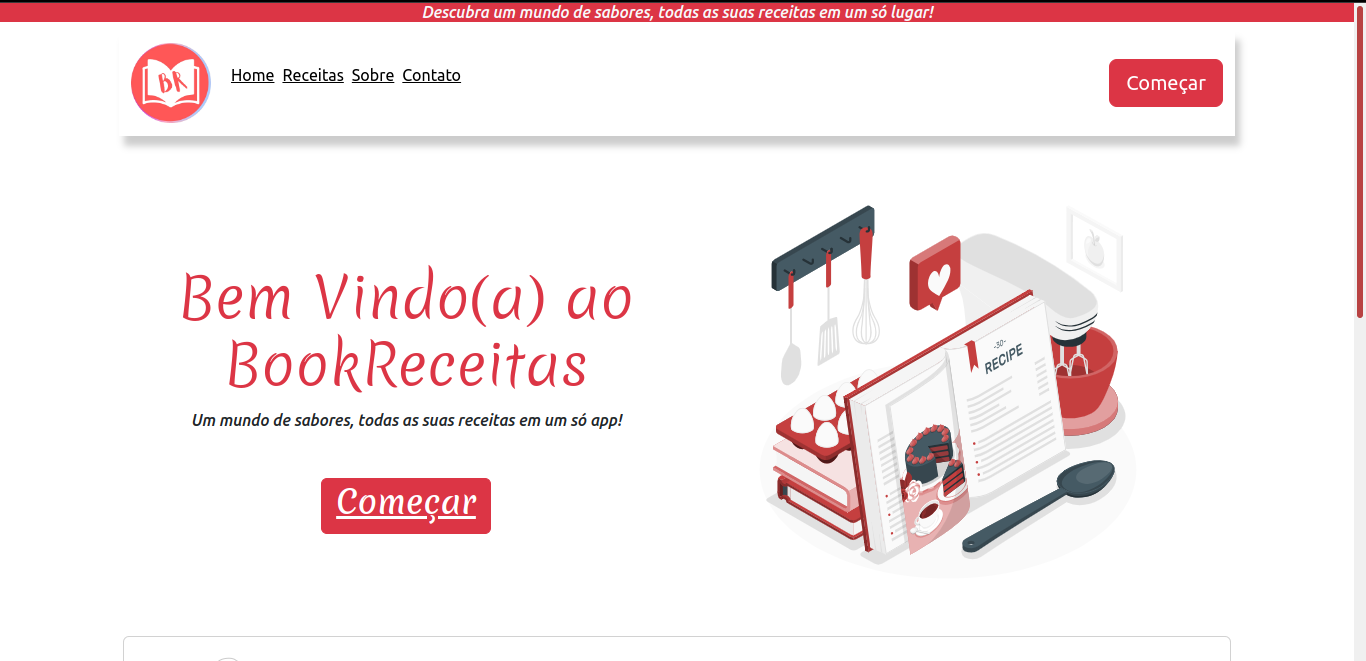 Descubra um mundo de sabores, todas as suas receitas em um só lugar!
BR
Home Receitas Sobre Contato
Começar
Bem Vindo(a) ao
BookReceitas
Um mundo de sabores, todas as suas receitas em um só app!
Começar
-30-
RECIPE